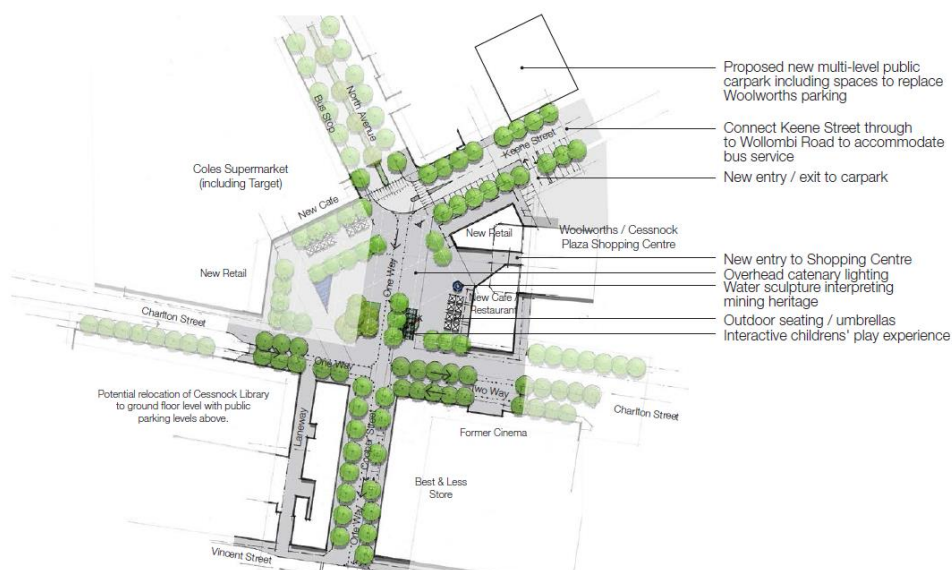 Proposed new multi-level public
carpark including spaces to replace
Woolworths parking
Connect Keene Street through
to Wollombi Road to accommodate
bus service
New entry / exit to carpark
New entry to Shopping Centre
Overhead catenary lighting
Water sculpture interpreting
mining heritage
Outdoor seating / umbrellas
Interactive childrens' play experience
North Avenue
Bus Stop
Keene Street
Coles Supermarket
(including Target)
New Cafe
New Retail
Woolworths / Cessnock
Plaza Shopping Centre
New Retail
One Way
New Cafe /
Restaurant
Charlton Street
One Way
Two Way
Charlton Street
Potential relocation of Cessnock Library
to ground floor level with public
parking levels above.
Laneway
Cooper Street
Former Cinema
Best & Less
Store
One Way
Vincent Street